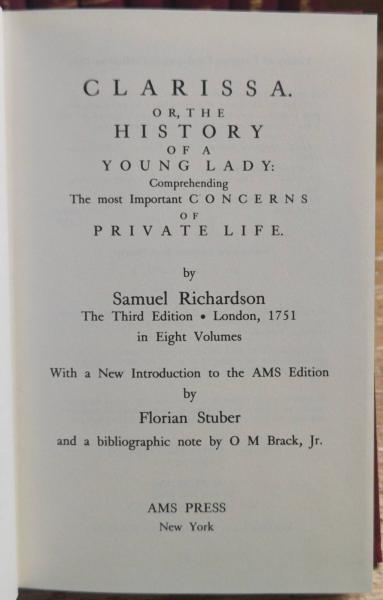 CLARISSA.
OR, THE
HISTORY
OF A
YOUNG LADY:
Comprehending
The most Important CONCERNS
OF
PRIVATE LIFE.
by
Samuel Richardson
The Third Edition • London, 1751
in Eight Volumes
With a New Introduction to the AMS Edition
by
Florian Stuber
and a bibliographic note by O M Brack, Jr.
AMS PRESS
New York